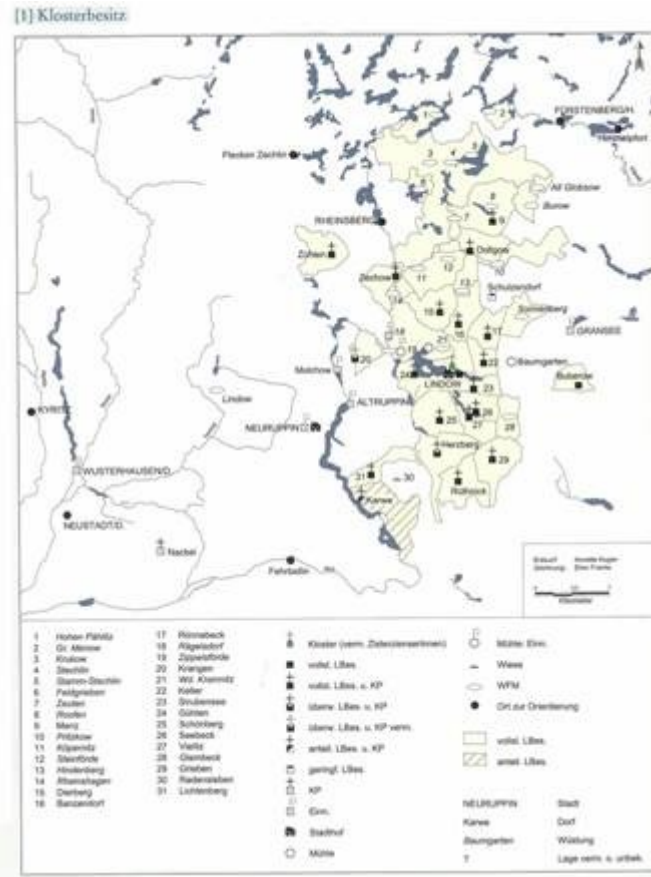 [1] Klosterbesitz
FÜRSTENBERG/H.
Himmelpfort
Flecken Zechlin
Alt Globsow
Burow
RHEINSBERG
Zühlen
Dollgow
Zechow
Schulzendorf
Sonnenberg
GRANSEE
Baumgarten
Molchow
LINDOW
Buberow
Lindow
ALTRUPPIN
KYRITZ
NEURUPPIN
Herzberg
WUSTERHAUSEN/D.
Karwe
Rüthnick
NEUSTADT/D.
Nackel
Fehrbellin
Entwurf
Zeichnung
Kilometer
1 Hohen Pählitz
2 Gr. Menow
3 Krukow
4 Stechlin
5 Stamm-Stechlin
6 Feldgrieben
7 Zeuten
8 Roofen
9 Menz
10 Pritzkow
11 Köpernitz
12 Steinförde
13 Hindenberg
14 Rheinshagen
15 Dierberg
16 Banzendorf
17 Rönnebeck
18 Rägelsdorf
19 Zippelsförde
20 Krangen
21 Wd. Kremnitz
22 Keller
23 Strubensee
24 Gühlen
25 Schönberg
26 Seebeck
27 Vielitz
28 Glambeck
29 Grieben
30 Radensleben
31 Lichtenberg
Kloster (verm. Zisterzienserinnen)
vollst. LBes.
vollst. LBes. u. KP
überw. LBes. u. KP
überw. LBes. u. KP verm.
anteil. LBes. u. KP
geringf. LBes.
KP
Einn.
Stadthof
Mühle
Mühle: Einn.
Wiese
WFM
Ort zur Orientierung
vollst. LBes.
anteil. LBes.
NEURUPPIN Stadt
Karwe Dorf
Baumgarten Wüstung
? Lage verm. o. unbek.